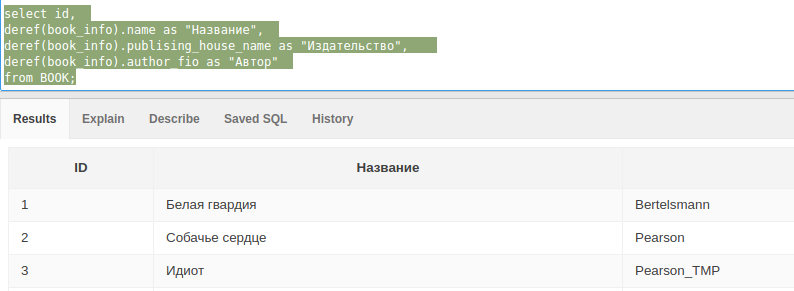 select id,
deref(book_info).name as "Название",
deref(book_info).publising_house_name as "Издательство",
deref(book_info).author_fio as "Автор"
from BOOK;
Results Explain Describe Saved SQL History
ID Название
1 Белая гвардия Bertelsmann
2 Собачье сердце Pearson
3 Идиот Pearson_TMP